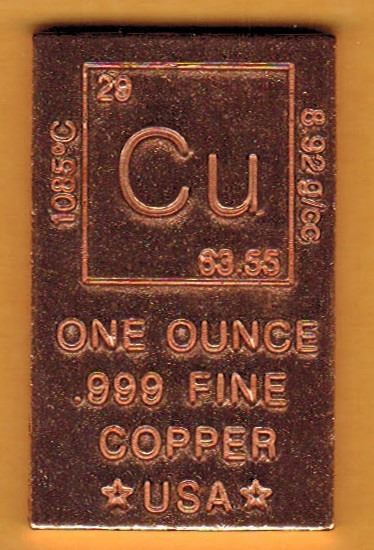 29
1085°C
Cu
8.92 g/cc
63.55
ONE OUNCE
.999 FINE
COPPER
★USA★